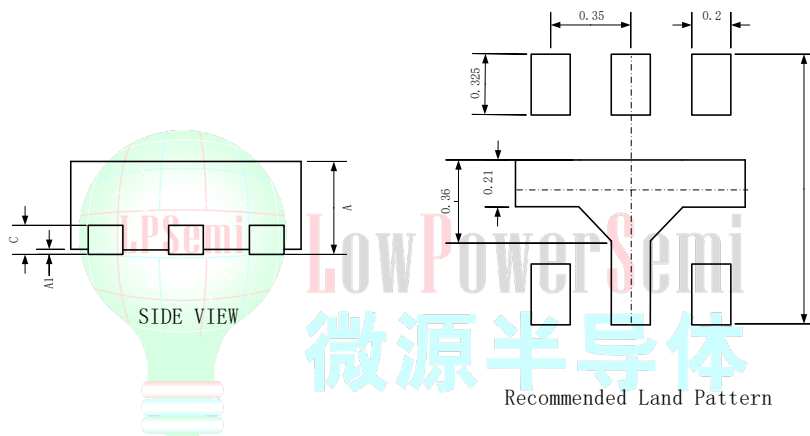 0.35
0.2
0.325
0.36
0.21
A
C
A1
LPSemi
LowPowerSemi
SIDE VIEW
微源半导体
Recommended Land Pattern